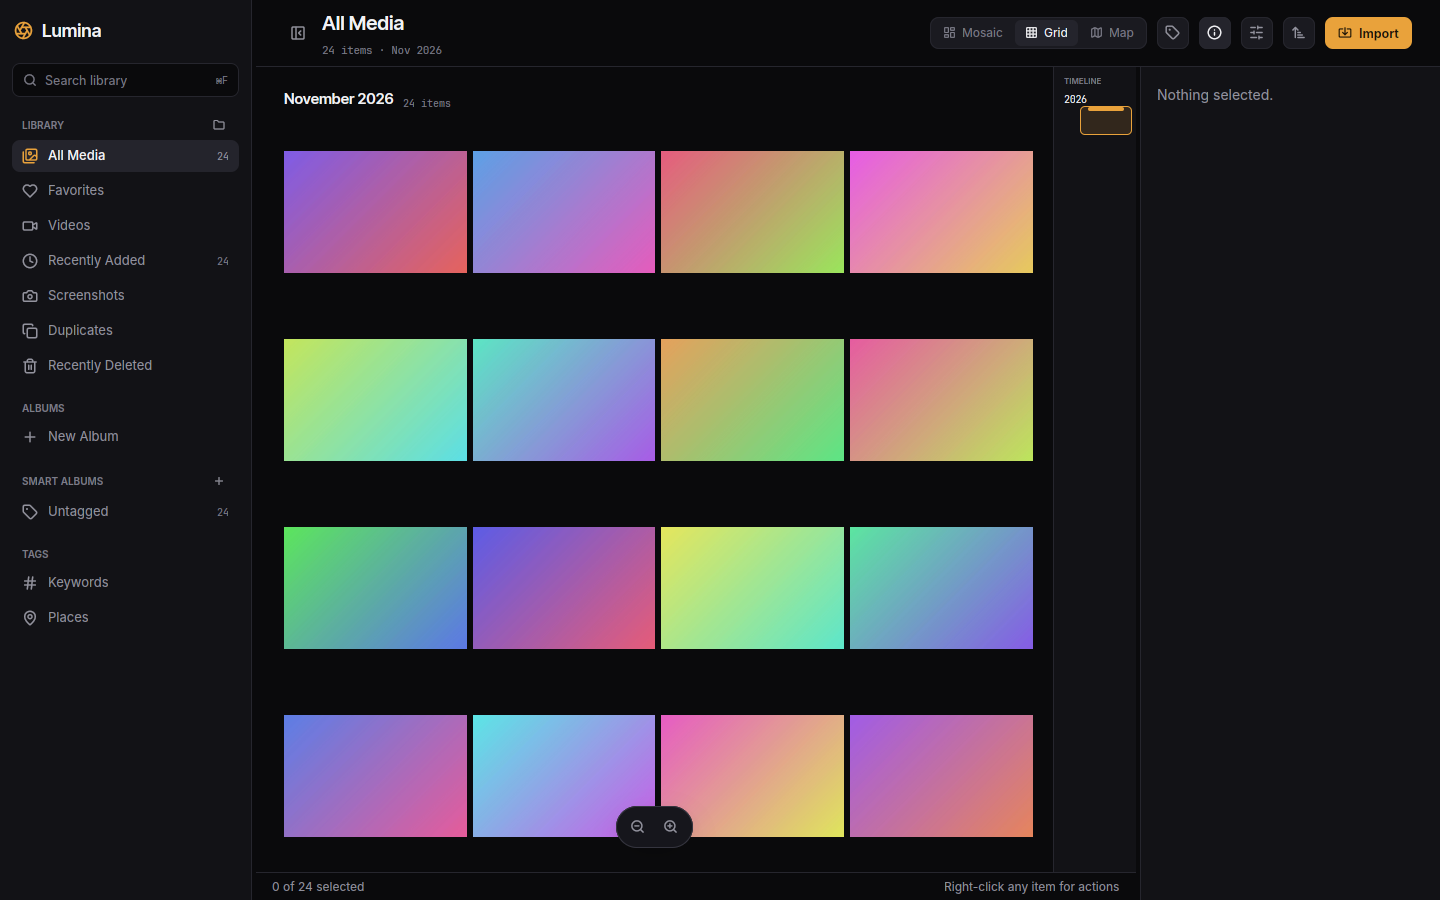 Lumina
Search library ⌘F
LIBRARY
All Media 24
Favorites
Videos
Recently Added 24
Screenshots
Duplicates
Recently Deleted
ALBUMS
New Album
SMART ALBUMS
Untagged 24
TAGS
Keywords
Places
All Media
24 items · Nov 2026
Mosaic
Grid
Map
Import
November 2026 24 items
TIMELINE
2026
Nothing selected.
0 of 24 selected
Right-click any item for actions